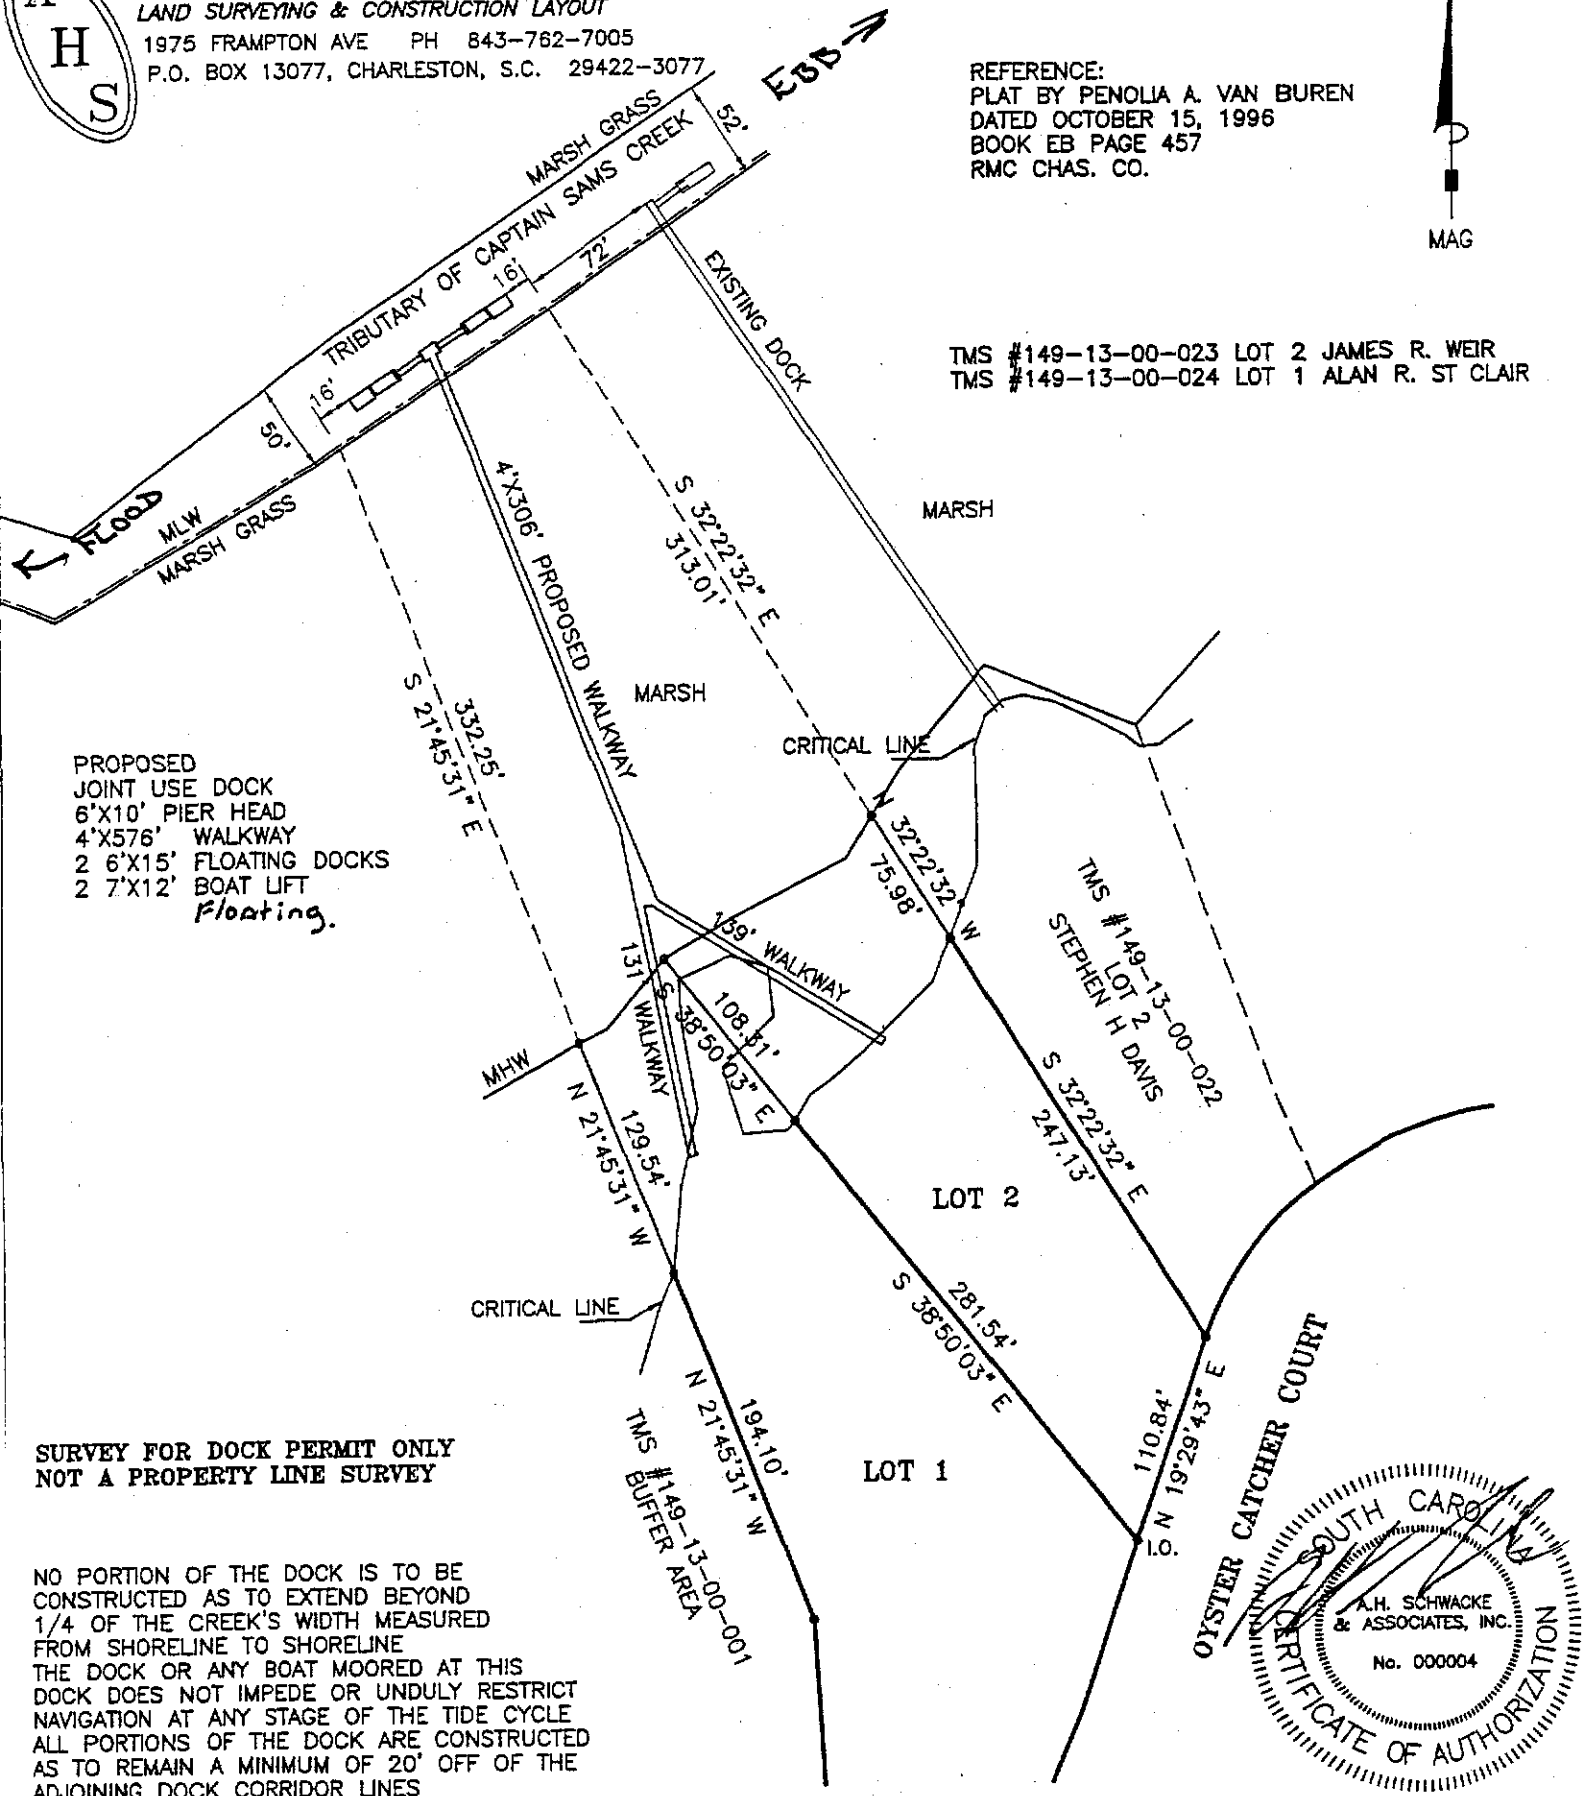 H
S
LAND SURVEYING & CONSTRUCTION LAYOUT
1975 FRAMPTON AVE PH 843-762-7005
P.O. BOX 13077, CHARLESTON, S.C. 29422-3077
EBB
REFERENCE:
PLAT BY PENOLIA A. VAN BUREN
DATED OCTOBER 15, 1996
BOOK EB PAGE 457
RMC CHAS. CO.
MAG
MARSH GRASS
52'
TRIBUTARY OF CAPTAIN SAMS CREEK
72'
16'
16'
50'
EXISTING DOCK
TMS #149-13-00-023 LOT 2 JAMES R. WEIR
TMS #149-13-00-024 LOT 1 ALAN R. ST CLAIR
FLOOD
MLW
MARSH GRASS
4'X306' PROPOSED WALKWAY
S 32°22'32" E
313.01'
MARSH
MARSH
332.25'
S 21°45'31" E
CRITICAL LINE
PROPOSED
JOINT USE DOCK
6'X10' PIER HEAD
4'X576' WALKWAY
2 6'X15' FLOATING DOCKS
2 7'X12' BOAT LIFT
Floating.
N 32°22'32" W
75.98'
139' WALKWAY
131 WALKWAY
108.31'
S 38°50'03" E
TMS #149-13-00-022
LOT 2
STEPHEN H DAVIS
MHW
129.54'
N 21°45'31" W
S 32°22'32" E
247.13'
LOT 2
CRITICAL LINE
281.54'
S 38°50'03" E
194.10'
N 21°45'31" W
TMS #149-13-00-001
BUFFER AREA
LOT 1
110.84'
N 19°29'43" E
I.O.
OYSTER CATCHER COURT
SURVEY FOR DOCK PERMIT ONLY
NOT A PROPERTY LINE SURVEY
NO PORTION OF THE DOCK IS TO BE
CONSTRUCTED AS TO EXTEND BEYOND
1/4 OF THE CREEK'S WIDTH MEASURED
FROM SHORELINE TO SHORELINE
THE DOCK OR ANY BOAT MOORED AT THIS
DOCK DOES NOT IMPEDE OR UNDULY RESTRICT
NAVIGATION AT ANY STAGE OF THE TIDE CYCLE
ALL PORTIONS OF THE DOCK ARE CONSTRUCTED
AS TO REMAIN A MINIMUM OF 20' OFF OF THE
ADJOINING DOCK CORRIDOR LINES
SOUTH CAROLINA
A.H. SCHWACKE
& ASSOCIATES, INC.
No. 000004
CERTIFICATE OF AUTHORIZATION